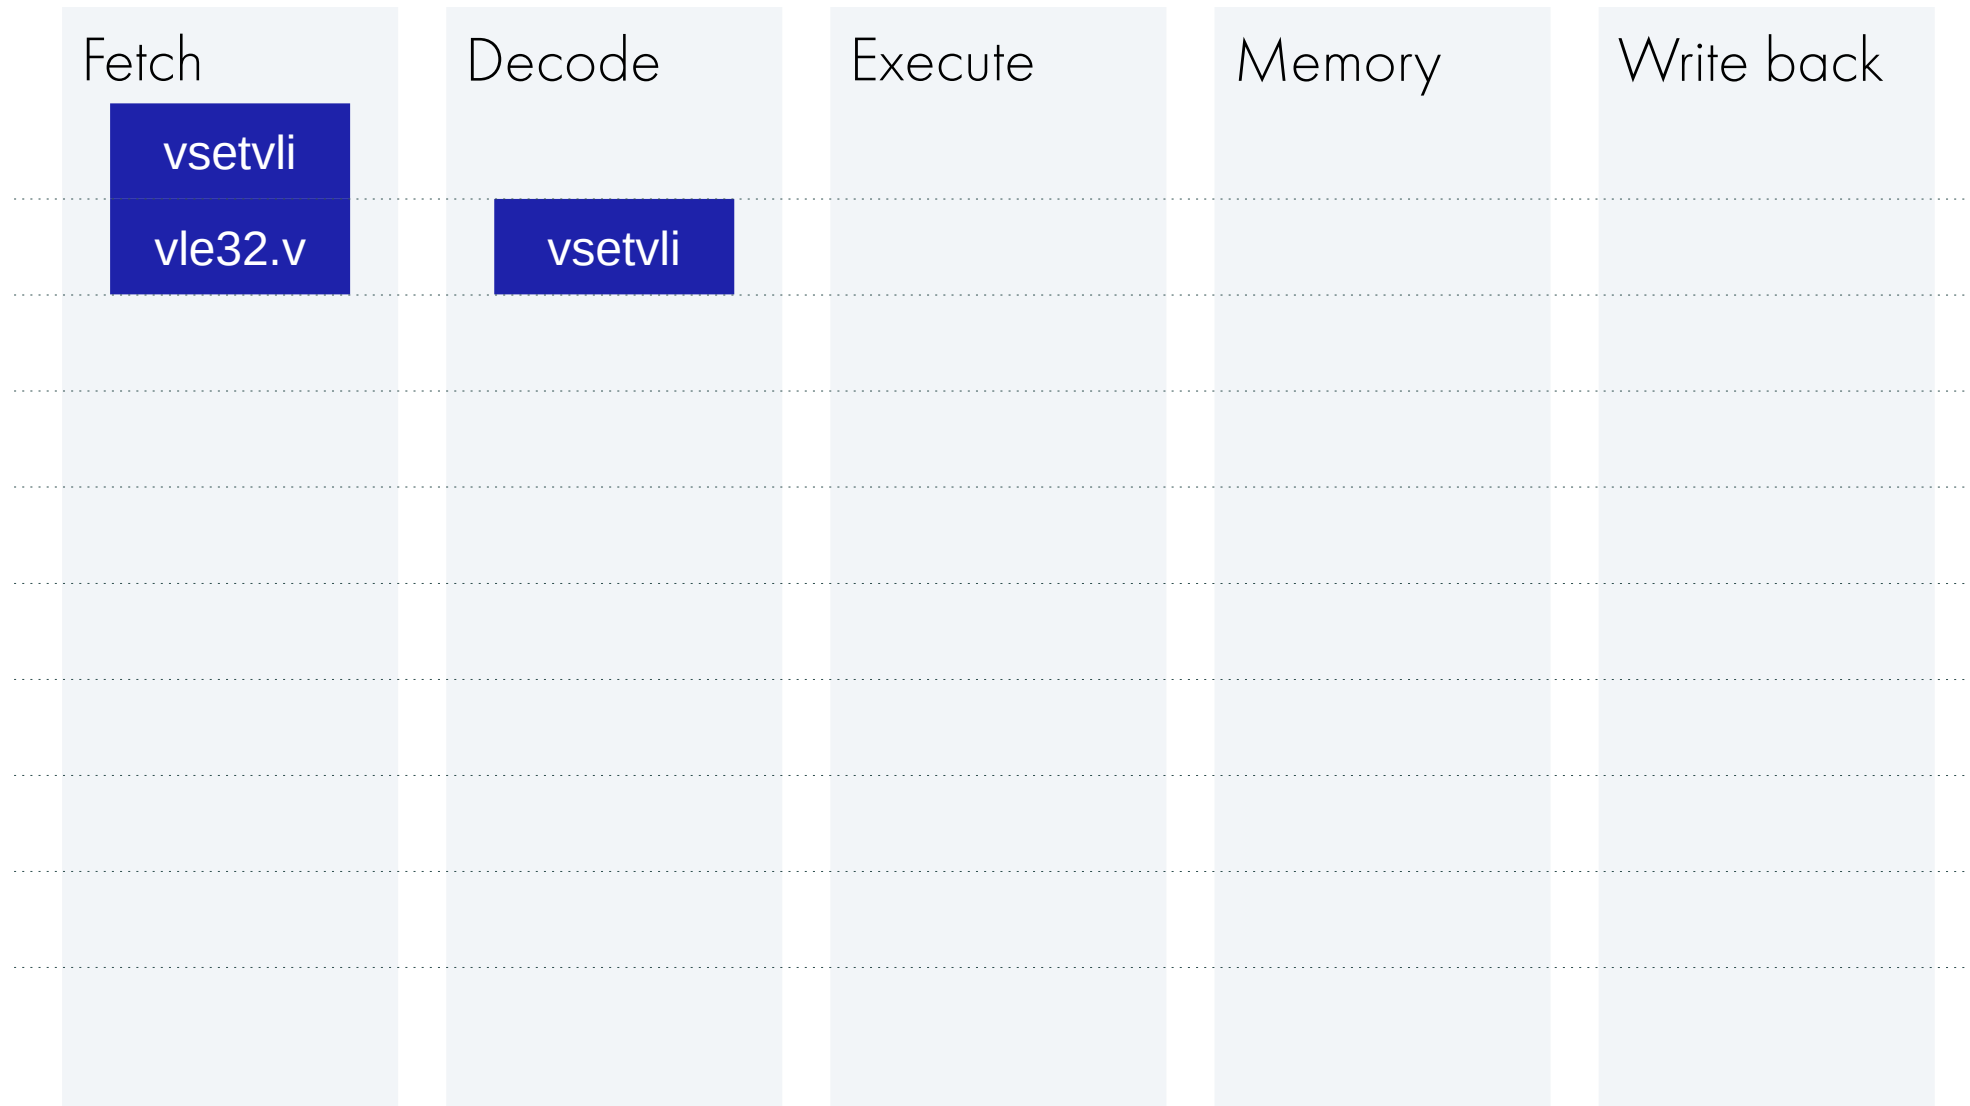 Fetch
Decode
Execute
Memory
Write back
vsetvli
vle32.v
vsetvli